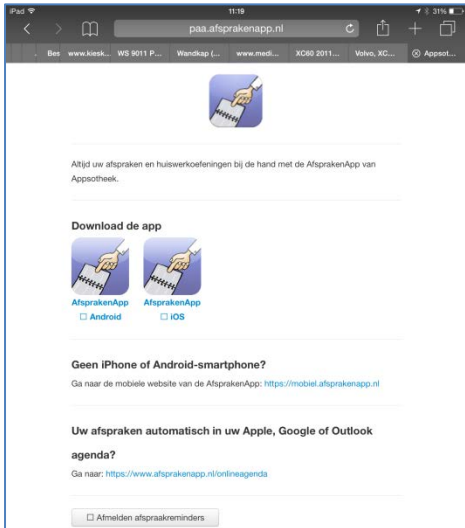 iPad 11:19 31%
paa.afsprakenapp.nl
Bes www.kiesk... WS 9011 P... Wandkap (... www.medi... XC60 2011... Volvo, XC... Appsot...
Altijd uw afspraken en huiswerkoefeningen bij de hand met de AfsprakenApp van
Appsotheek.
Download de app
AfsprakenApp AfsprakenApp
Android iOS
Geen iPhone of Android-smartphone?
Ga naar de mobiele website van de AfsprakenApp: https://mobiel.afsprakenapp.nl
Uw afspraken automatisch in uw Apple, Google of Outlook
agenda?
Ga naar: https://www.afsprakenapp.nl/onlineagenda
Afmelden afspraakreminders